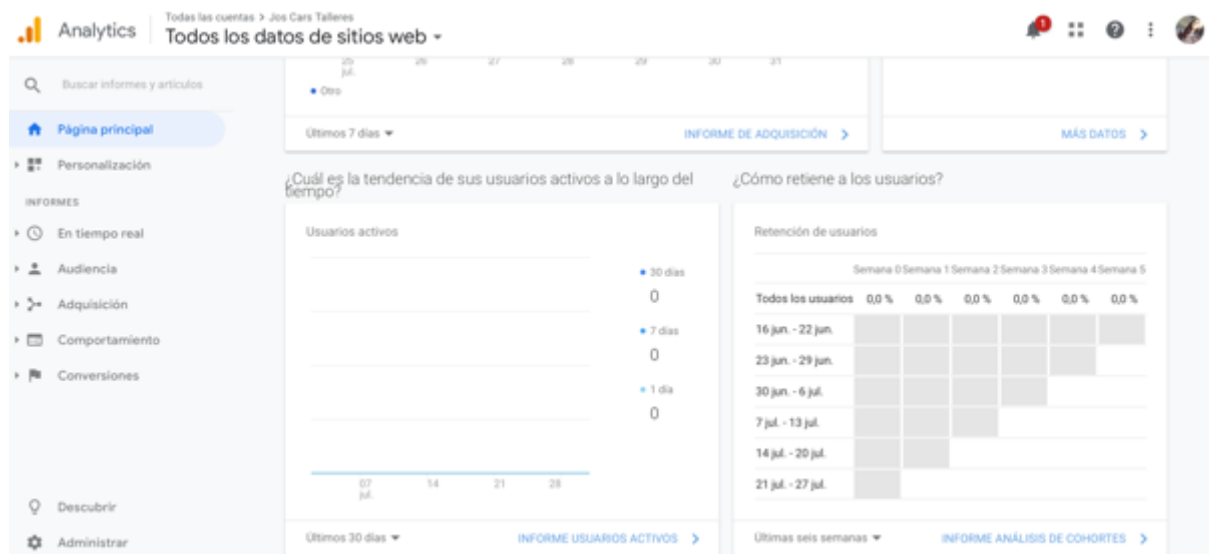 Analytics
Todas las cuentas > Jos Cars Talleres
Todos los datos de sitios web
1
Buscar informes y artículos
Página principal
Personalización
INFORMES
En tiempo real
Audiencia
Adquisición
Comportamiento
Conversiones
Descubrir
Administrar
25 26 27 28 29 30 31
jul.
Otro
Últimos 7 días
INFORME DE ADQUISICIÓN
MÁS DATOS
¿Cuál es la tendencia de sus usuarios activos a lo largo del
tiempo?
Usuarios activos
30 días
0
7 días
0
1 día
0
07 14 21 28
jul.
Últimos 30 días
INFORME USUARIOS ACTIVOS
¿Cómo retiene a los usuarios?
Retención de usuarios
Semana 0 Semana 1 Semana 2 Semana 3 Semana 4 Semana 5
Todos los usuarios 0,0 % 0,0 % 0,0 % 0,0 % 0,0 % 0,0 %
16 jun. - 22 jun.
23 jun. - 29 jun.
30 jun. - 6 jul.
7 jul. - 13 jul.
14 jul. - 20 jul.
21 jul. - 27 jul.
Últimas seis semanas
INFORME ANÁLISIS DE COHORTES